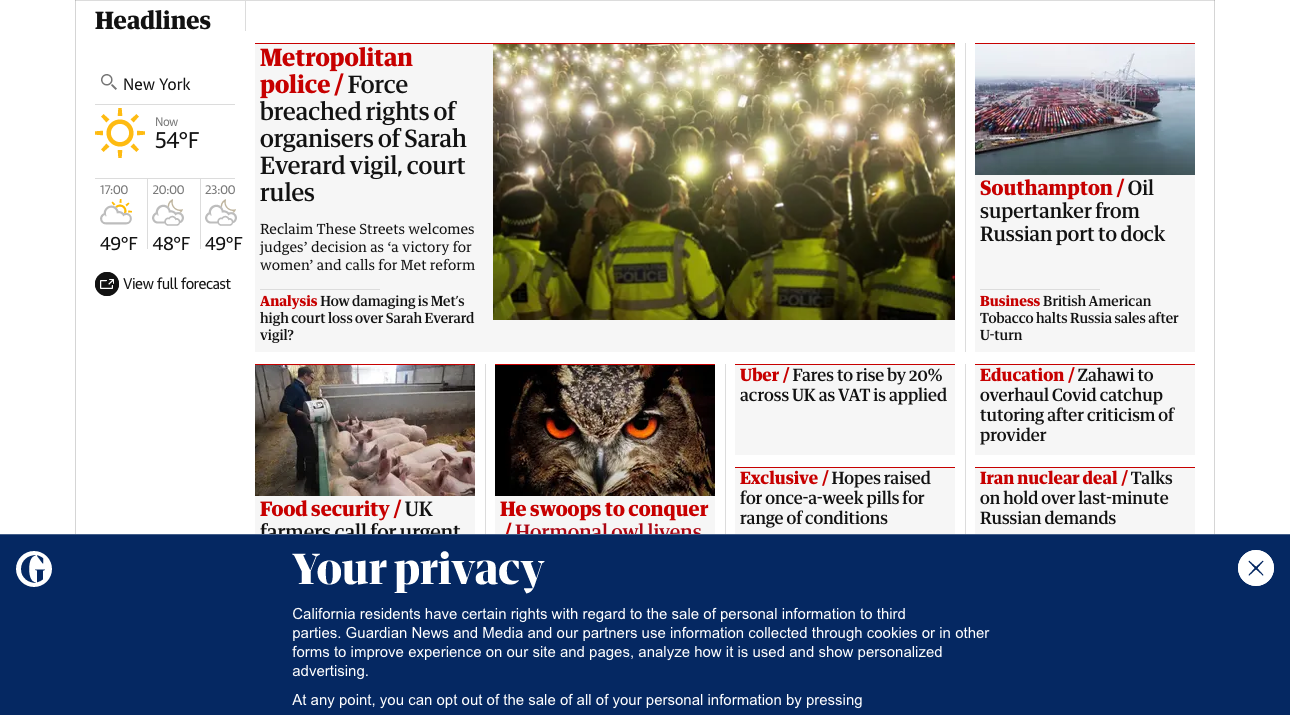 Headlines
New York
Now
54°F
17:00
20:00
23:00
49°F
48°F
49°F
View full forecast
Metropolitan
police / Force
breached rights of
organisers of Sarah
Everard vigil, court
rules
Reclaim These Streets welcomes
judges’ decision as ‘a victory for
women’ and calls for Met reform
Analysis How damaging is Met’s
high court loss over Sarah Everard
vigil?
POLICE
POLICE
Southampton / Oil
supertanker from
Russian port to dock
Business British American
Tobacco halts Russia sales after
U-turn
Food security / UK
farmers call for urgent
He swoops to conquer
/ Hormonal owl livens
Uber / Fares to rise by 20%
across UK as VAT is applied
Exclusive / Hopes raised
for once-a-week pills for
range of conditions
Education / Zahawi to
overhaul Covid catchup
tutoring after criticism of
provider
Iran nuclear deal / Talks
on hold over last-minute
Russian demands
G
Your privacy
California residents have certain rights with regard to the sale of personal information to third
parties. Guardian News and Media and our partners use information collected through cookies or in other
forms to improve experience on our site and pages, analyze how it is used and show personalized
advertising.
At any point, you can opt out of the sale of all of your personal information by pressing